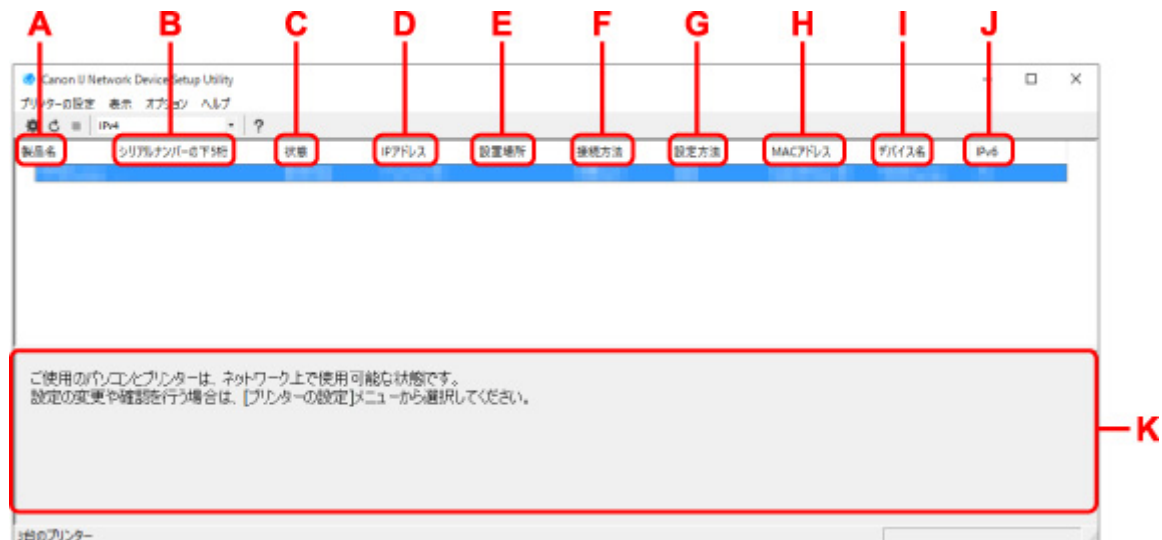 A B C D E F G H I J
Canon IJ Network Device Setup Utility
プリンターの設定 表示 オプション ヘルプ
IPv4 ?
製品名 シリアルナンバーの下5桁 状態 IPアドレス 設置場所 接続方法 設定方法 MACアドレス デバイス名 IPv6
ご使用のパソコンとプリンターは、ネットワーク上で使用可能な状態です。
設定の変更や確認を行う場合は、[プリンターの設定]メニューから選択してください。
K
台のプリンター